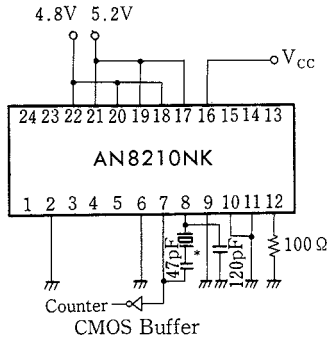 4.8V 5.2V
V_CC
24 23 22 21 20 19 18 17 16 15 14 13
AN8210NK
1 2 3 4 5 6 7 8 9 10 11 12
47pF
*
120pF
100Ω
Counter
CMOS Buffer